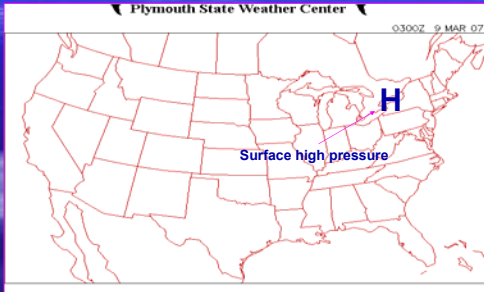 Plymouth State Weather Center
0300Z 9 MAR 07
H
Surface high pressure